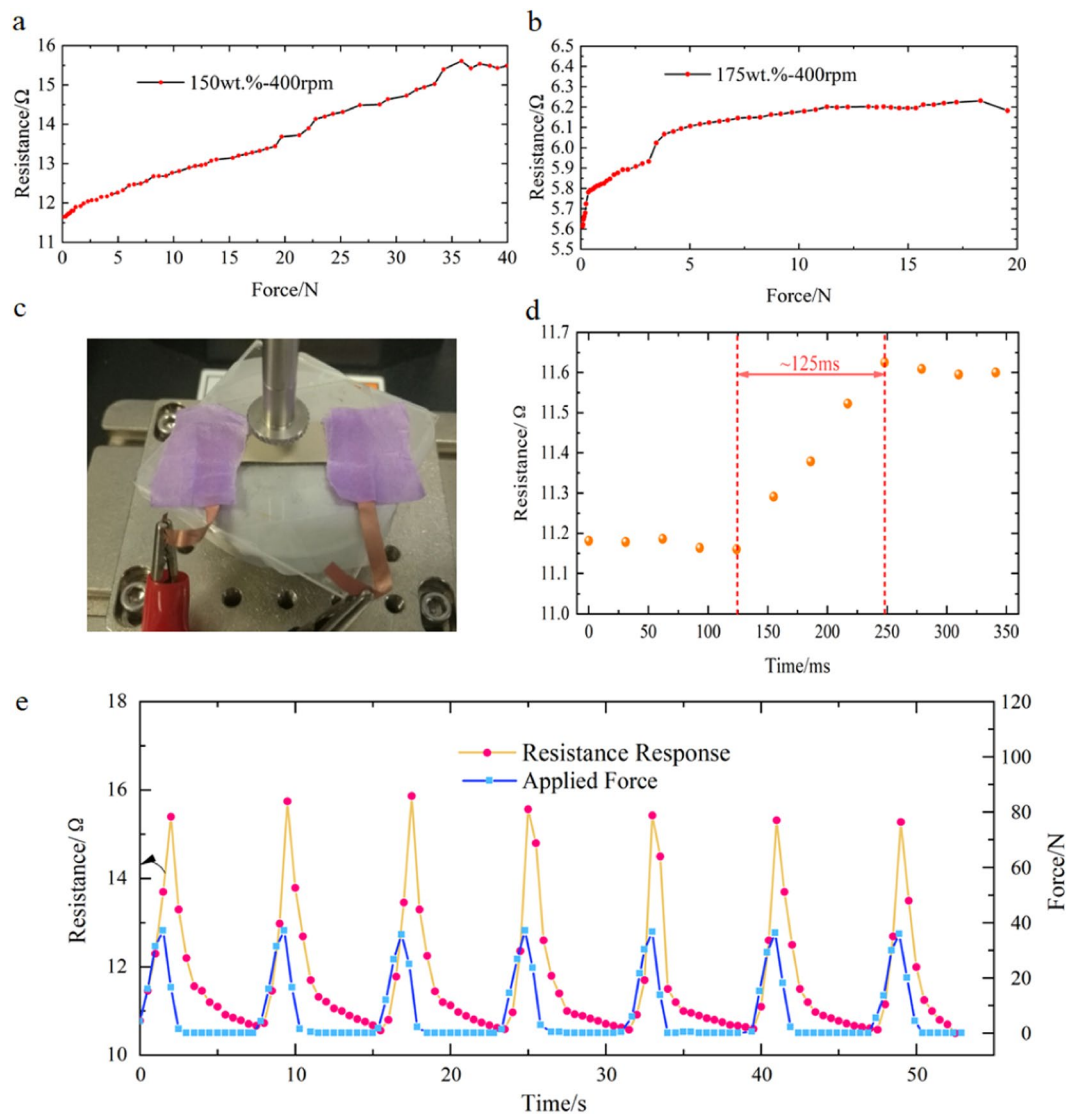 a
16
15
14
13
12
11
Resistance/Ω
150wt.%-400rpm
0 5 10 15 20 25 30 35 40
Force/N
b
6.5
6.4
6.3
6.2
6.1
6.0
5.9
5.8
5.7
5.6
5.5
Resistance/Ω
175wt.%-400rpm
0 5 10 15 20
Force/N
c
d
11.7
11.6
11.5
11.4
11.3
11.2
11.1
11.0
Resistance/ Ω
~125ms
0 50 100 150 200 250 300 350
Time/ms
e
18
16
14
12
10
Resistance/ Ω
Resistance Response
Applied Force
120
100
80
60
40
20
0
Force/N
0 10 20 30 40 50
Time/s